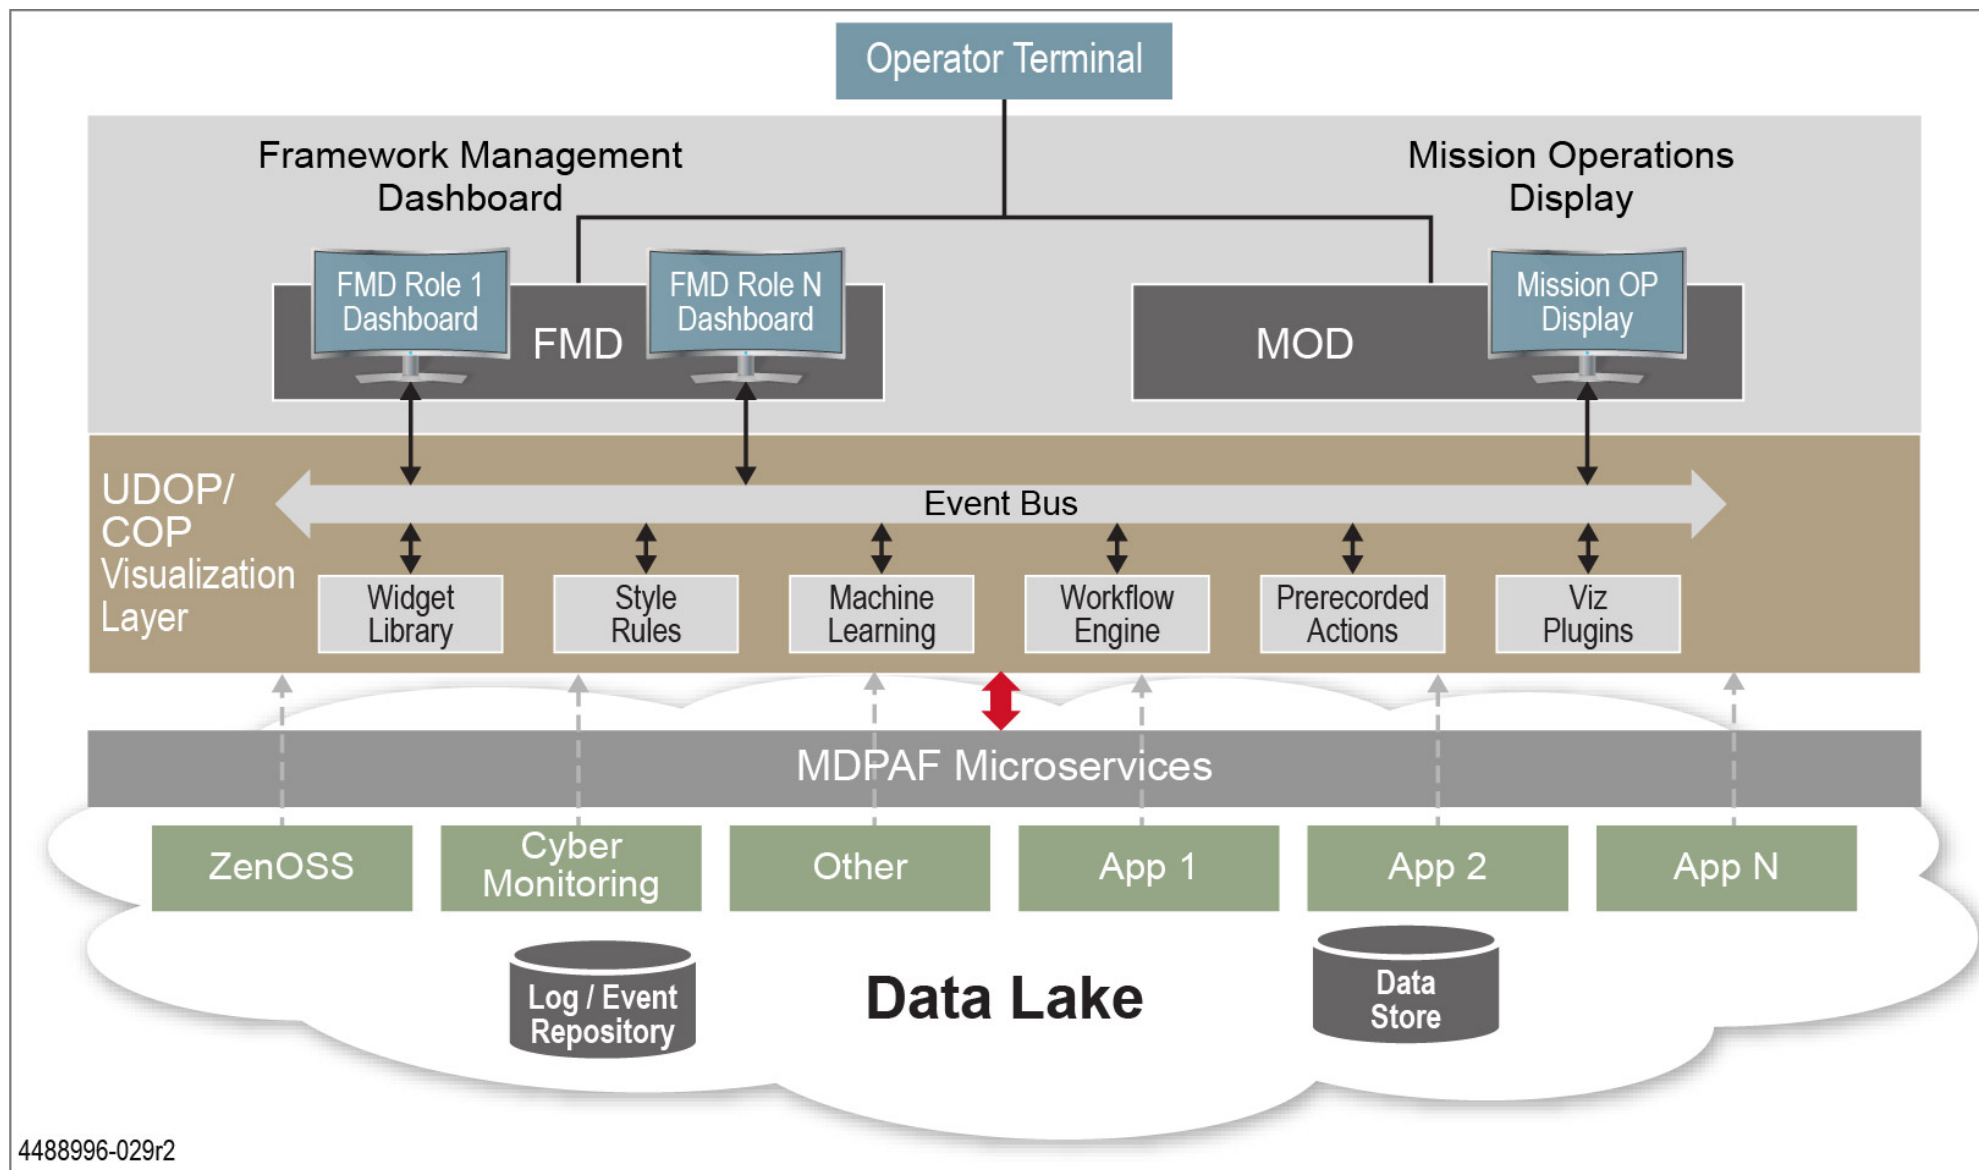 Operator Terminal
Framework Management
Dashboard
Mission Operations
Display
FMD Role 1
Dashboard
FMD
FMD Role N
Dashboard
MOD
Mission OP
Display
UDOP/
COP
Visualization
Layer
Event Bus
Widget
Library
Style
Rules
Machine
Learning
Workflow
Engine
Prerecorded
Actions
Viz
Plugins
MDPAF Microservices
ZenOSS
Cyber
Monitoring
Other
App 1
App 2
App N
Log / Event
Repository
Data Lake
Data
Store
4488996-029r2